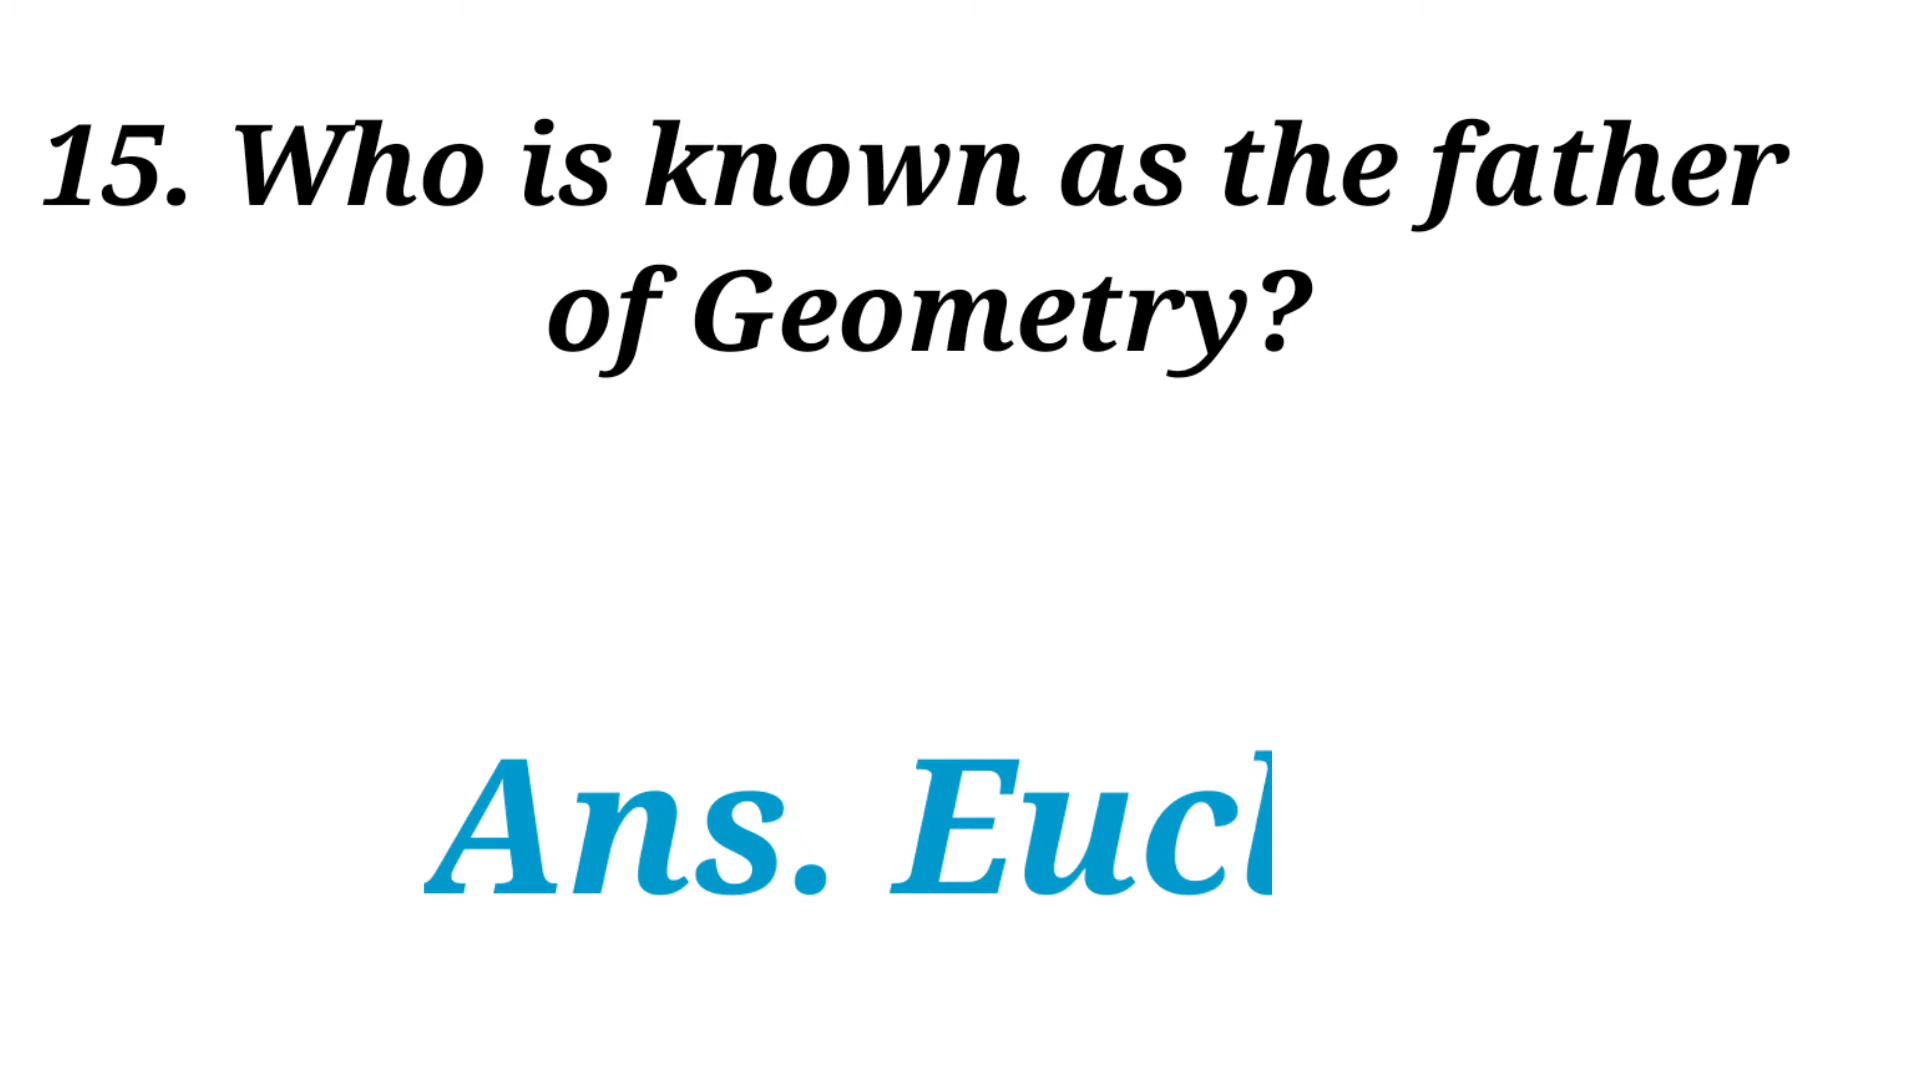 15. Who is known as the father
of Geometry?
Ans. Eucl